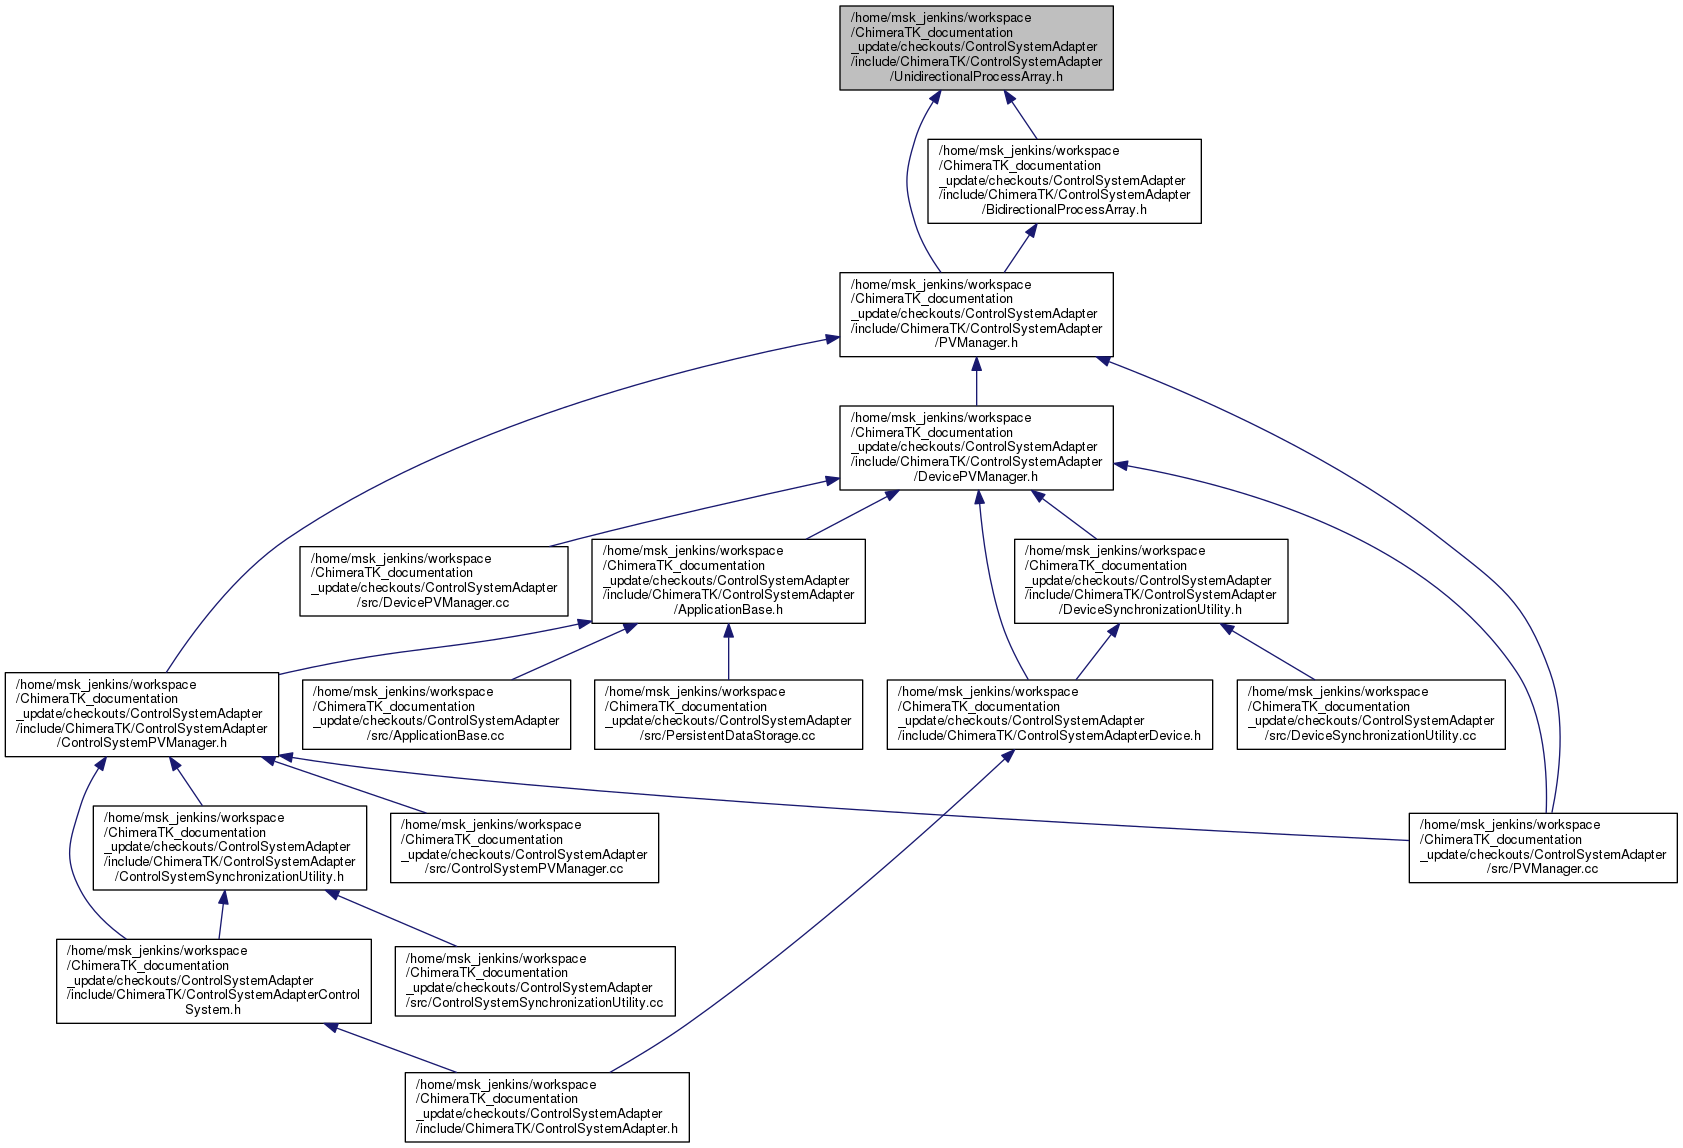 /home/msk_jenkins/workspace
/ChimeraTK_documentation
_update/checkouts/ControlSystemAdapter
/include/ChimeraTK/ControlSystemAdapter
/UnidirectionalProcessArray.h
/home/msk_jenkins/workspace
/ChimeraTK_documentation
_update/checkouts/ControlSystemAdapter
/include/ChimeraTK/ControlSystemAdapter
/BidirectionalProcessArray.h
/home/msk_jenkins/workspace
/ChimeraTK_documentation
_update/checkouts/ControlSystemAdapter
/include/ChimeraTK/ControlSystemAdapter
/PVManager.h
/home/msk_jenkins/workspace
/ChimeraTK_documentation
_update/checkouts/ControlSystemAdapter
/include/ChimeraTK/ControlSystemAdapter
/DevicePVManager.h
/home/msk_jenkins/workspace
/ChimeraTK_documentation
_update/checkouts/ControlSystemAdapter
/src/DevicePVManager.cc
/home/msk_jenkins/workspace
/ChimeraTK_documentation
_update/checkouts/ControlSystemAdapter
/include/ChimeraTK/ControlSystemAdapter
/ApplicationBase.h
/home/msk_jenkins/workspace
/ChimeraTK_documentation
_update/checkouts/ControlSystemAdapter
/include/ChimeraTK/ControlSystemAdapter
/DeviceSynchronizationUtility.h
/home/msk_jenkins/workspace
/ChimeraTK_documentation
_update/checkouts/ControlSystemAdapter
/include/ChimeraTK/ControlSystemAdapter
/ControlSystemPVManager.h
/home/msk_jenkins/workspace
/ChimeraTK_documentation
_update/checkouts/ControlSystemAdapter
/src/ApplicationBase.cc
/home/msk_jenkins/workspace
/ChimeraTK_documentation
_update/checkouts/ControlSystemAdapter
/src/PersistentDataStorage.cc
/home/msk_jenkins/workspace
/ChimeraTK_documentation
_update/checkouts/ControlSystemAdapter
/include/ChimeraTK/ControlSystemAdapterDevice.h
/home/msk_jenkins/workspace
/ChimeraTK_documentation
_update/checkouts/ControlSystemAdapter
/src/DeviceSynchronizationUtility.cc
/home/msk_jenkins/workspace
/ChimeraTK_documentation
_update/checkouts/ControlSystemAdapter
/include/ChimeraTK/ControlSystemAdapter
/ControlSystemSynchronizationUtility.h
/home/msk_jenkins/workspace
/ChimeraTK_documentation
_update/checkouts/ControlSystemAdapter
/src/ControlSystemPVManager.cc
/home/msk_jenkins/workspace
/ChimeraTK_documentation
_update/checkouts/ControlSystemAdapter
/src/PVManager.cc
/home/msk_jenkins/workspace
/ChimeraTK_documentation
_update/checkouts/ControlSystemAdapter
/include/ChimeraTK/ControlSystemAdapterControl
System.h
/home/msk_jenkins/workspace
/ChimeraTK_documentation
_update/checkouts/ControlSystemAdapter
/src/ControlSystemSynchronizationUtility.cc
/home/msk_jenkins/workspace
/ChimeraTK_documentation
_update/checkouts/ControlSystemAdapter
/include/ChimeraTK/ControlSystemAdapter.h